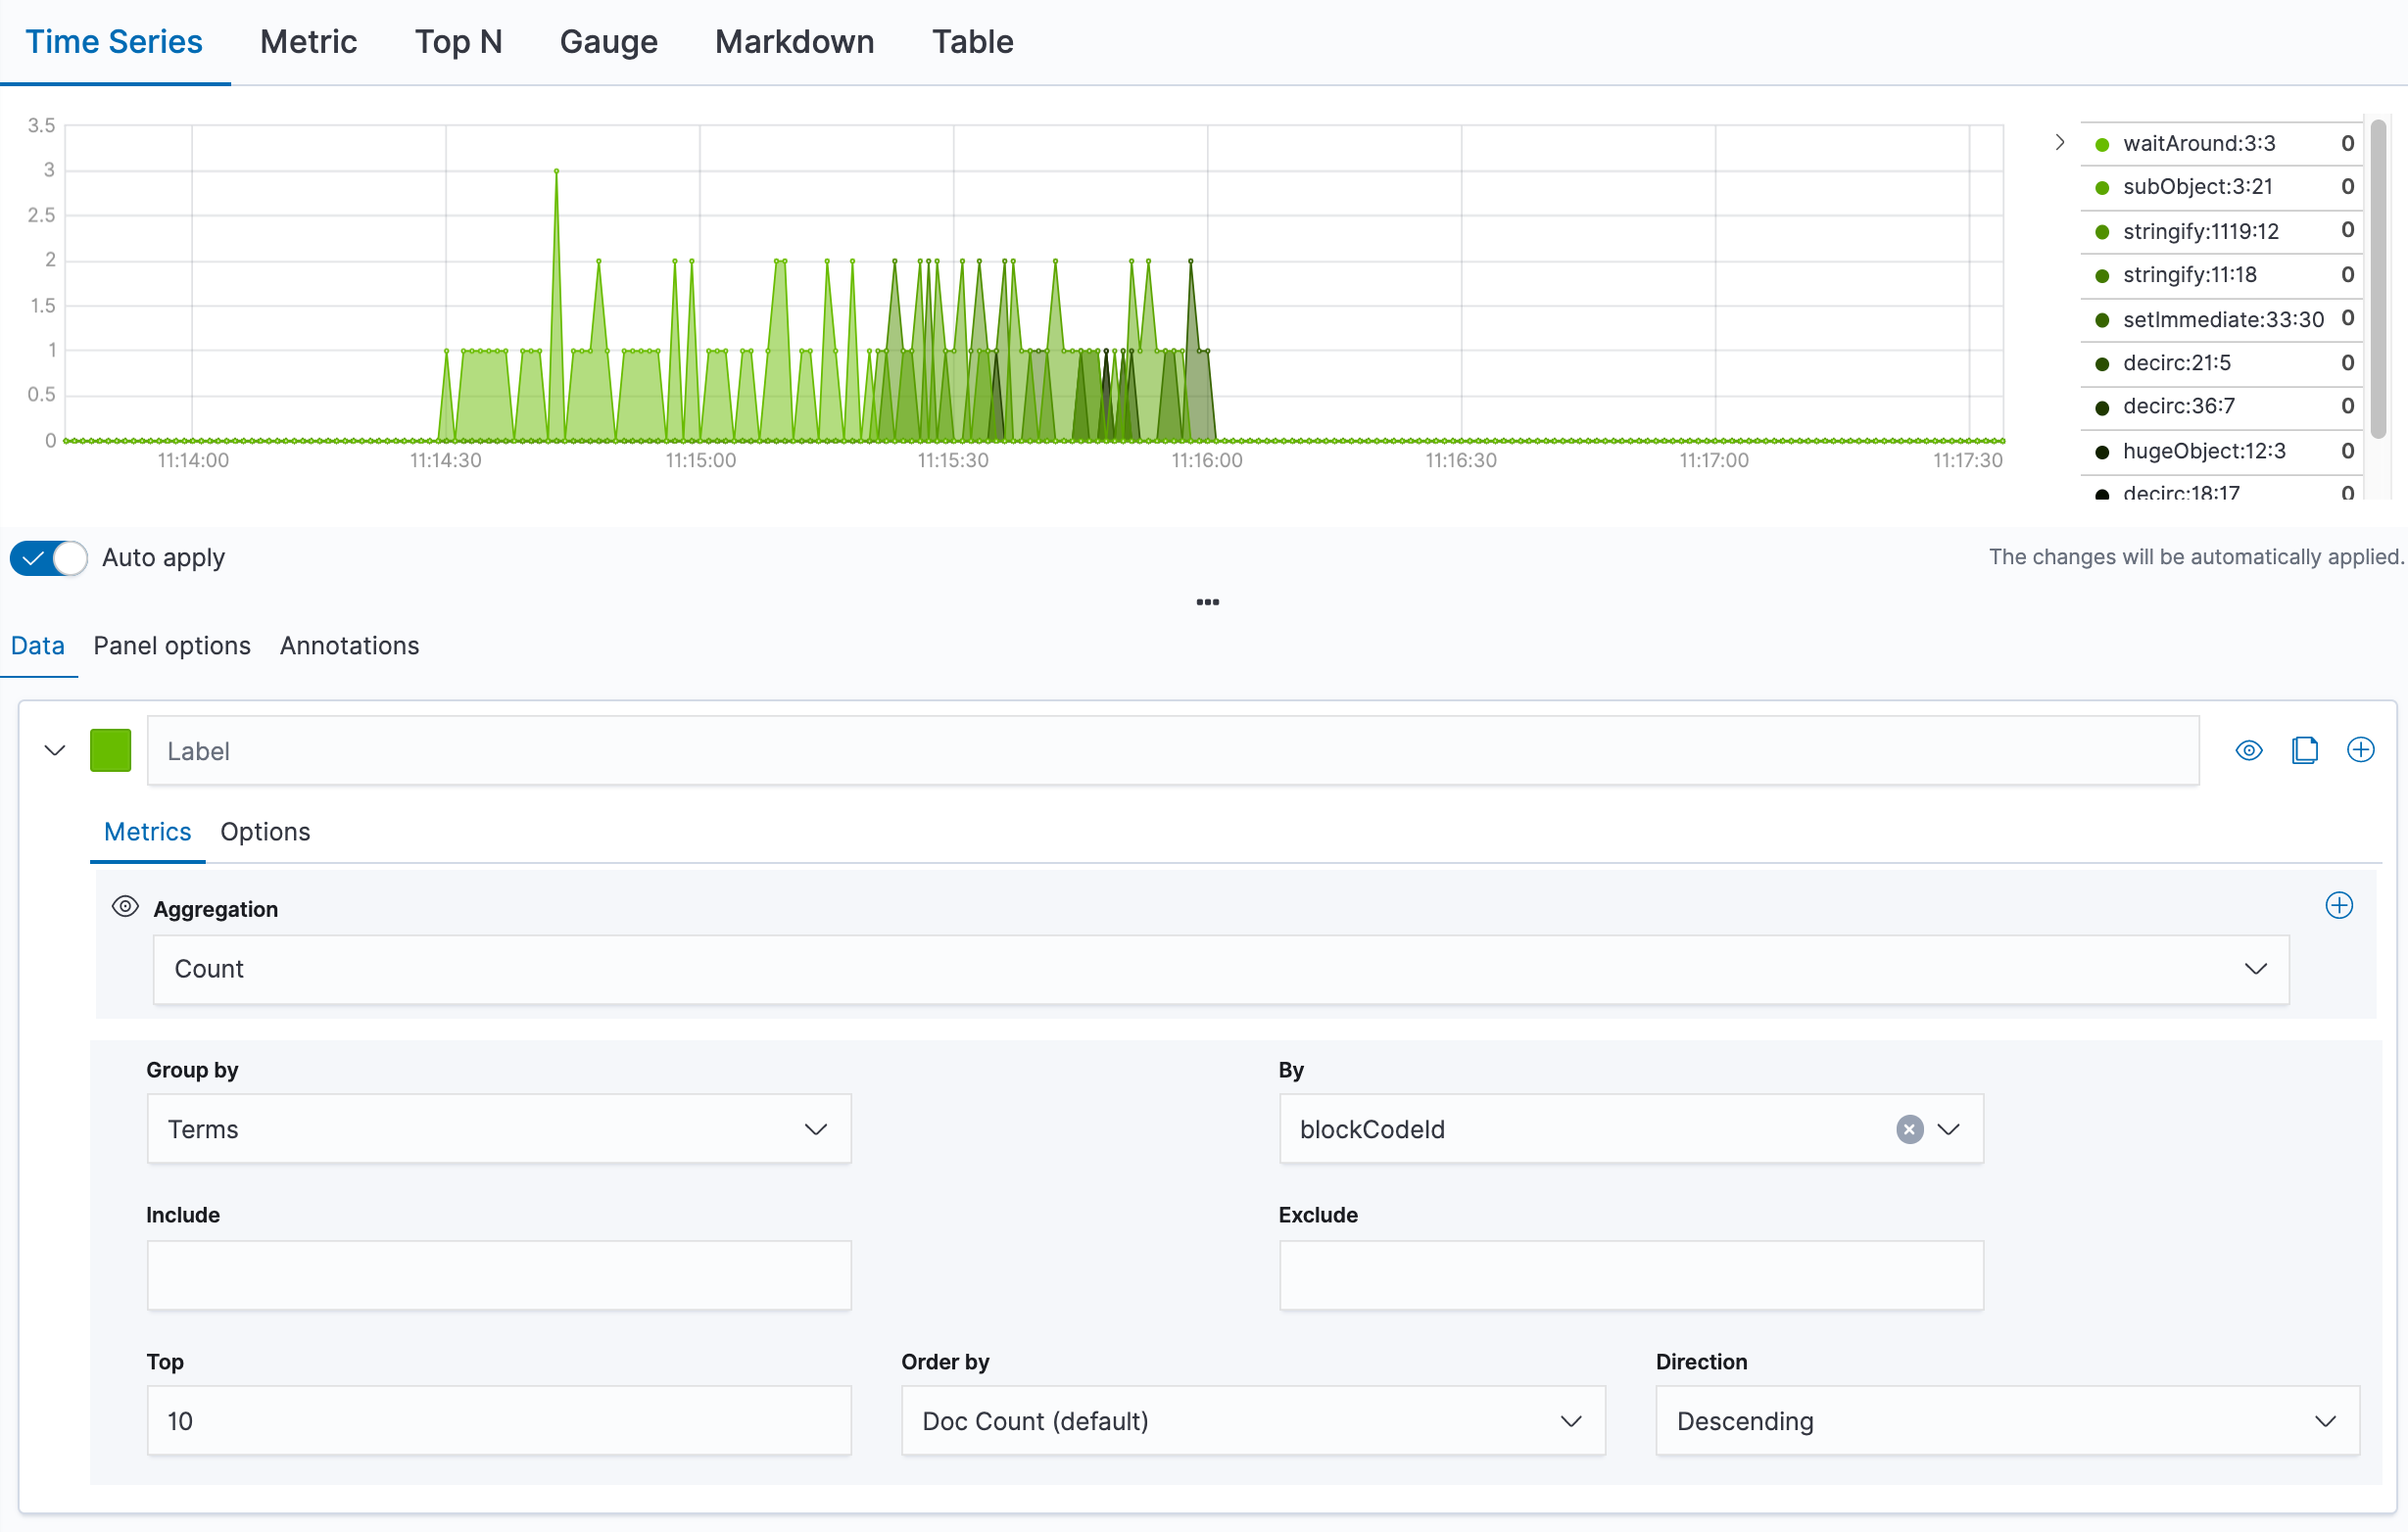 Time Series Metric Top N Gauge Markdown Table
3.5
3
2.5
2
1.5
1
0.5
0
11:14:00 11:14:30 11:15:00 11:15:30 11:16:00 11:16:30 11:17:00 11:17:30
waitAround:3:3 0
subObject:3:21 0
stringify:1119:12 0
stringify:11:18 0
setImmediate:33:30 0
decirc:21:5 0
decirc:36:7 0
hugeObject:12:3 0
decirc:18:17 0
Auto apply The changes will be automatically applied.
Data Panel options Annotations
Label
Metrics Options
Aggregation
Count
Group by By
Terms blockCodeId
Include Exclude
Top Order by Direction
10 Doc Count (default) Descending